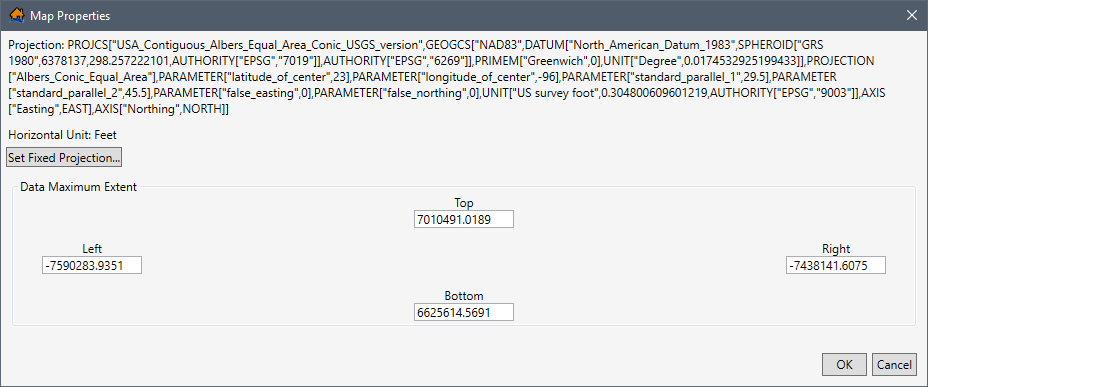 Map Properties
Projection: PROJCS["USA_Contiguous_Albers_Equal_Area_Conic_USGS_version",GEOGCS["NAD83",DATUM["North_American_Datum_1983",SPHEROID["GRS
1980",6378137,298.257222101,AUTHORITY["EPSG","7019"]],AUTHORITY["EPSG","6269"]],PRIMEM["Greenwich",0],UNIT["Degree",0.0174532925199433]],PROJECTION
["Albers_Conic_Equal_Area"],PARAMETER["latitude_of_center",23],PARAMETER["longitude_of_center",-96],PARAMETER["standard_parallel_1",29.5],PARAMETER
["standard_parallel_2",45.5],PARAMETER["false_easting",0],PARAMETER["false_northing",0],UNIT["US survey foot",0.304800609601219,AUTHORITY["EPSG","9003"]],AXIS
["Easting",EAST],AXIS["Northing",NORTH]]
Horizontal Unit: Feet
Set Fixed Projection...
Data Maximum Extent
Top
7010491.0189
Left
-7590283.9351
Right
-7438141.6075
Bottom
6625614.5691
OK
Cancel